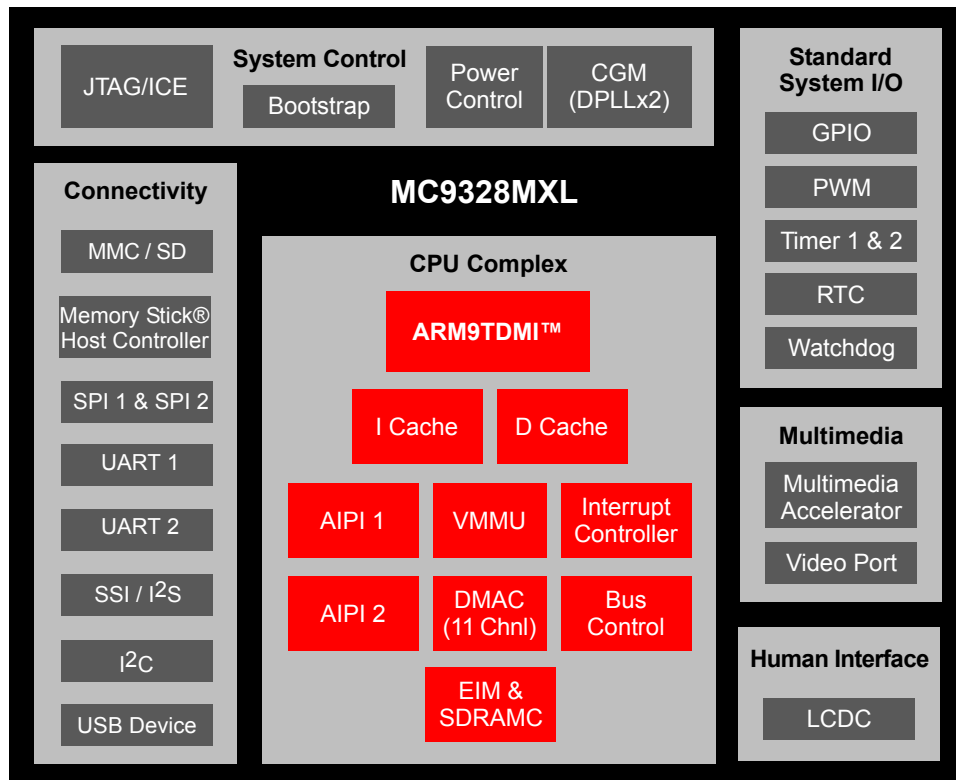 System Control
JTAG/ICE
Bootstrap
Power
Control
CGM
(DPLLx2)
Standard
System I/O
GPIO
PWM
Timer 1 & 2
RTC
Watchdog
Connectivity
MMC / SD
Memory Stick®
Host Controller
SPI 1 & SPI 2
UART 1
UART 2
SSI / I2S
I2C
USB Device
MC9328MXL
CPU Complex
ARM9TDMI™
I Cache
D Cache
AIPI 1
VMMU
Interrupt
Controller
AIPI 2
DMAC
(11 Chnl)
Bus
Control
EIM &
SDRAMC
Multimedia
Multimedia
Accelerator
Video Port
Human Interface
LCDC